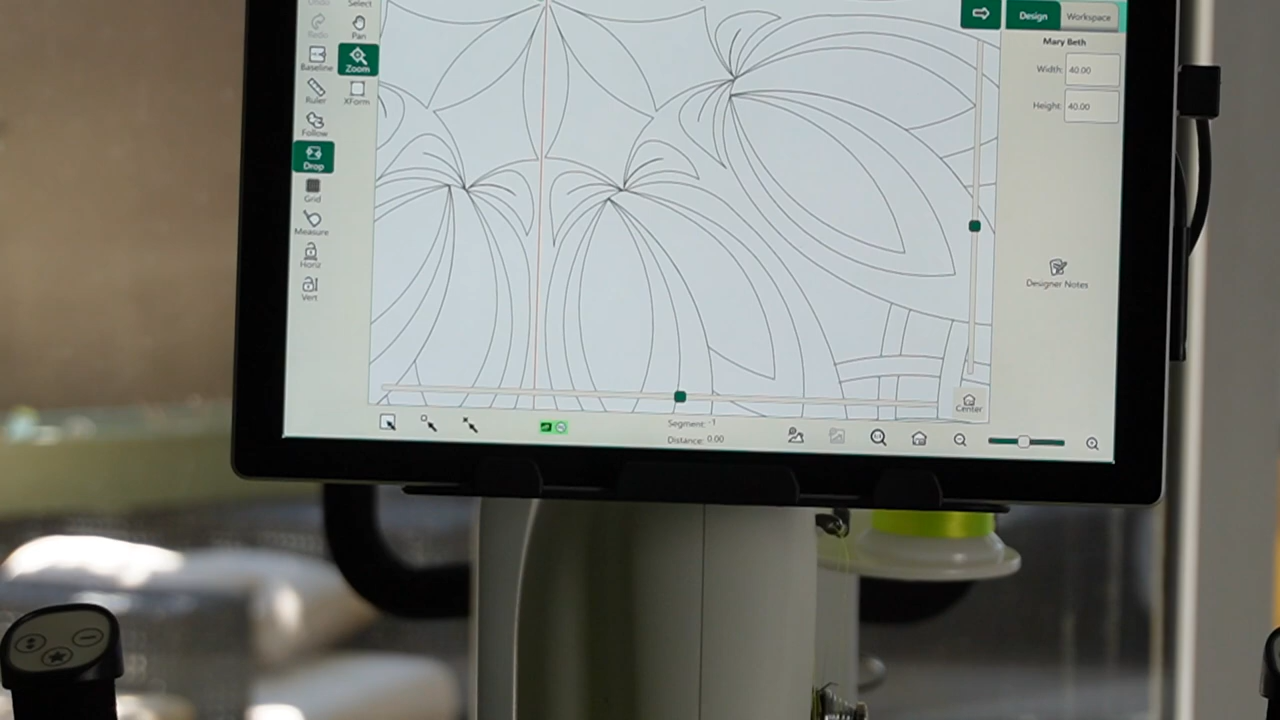 Undo
Select
Redo
Pan
Baseline
Zoom
Ruler
XForm
Follow
Drop
Grid
Measure
Horiz
Vert
Design
Workspace
Mary Beth
Width: 40.00
Height: 40.00
Designer Notes
Center
Segment: -1
Distance: 0.00